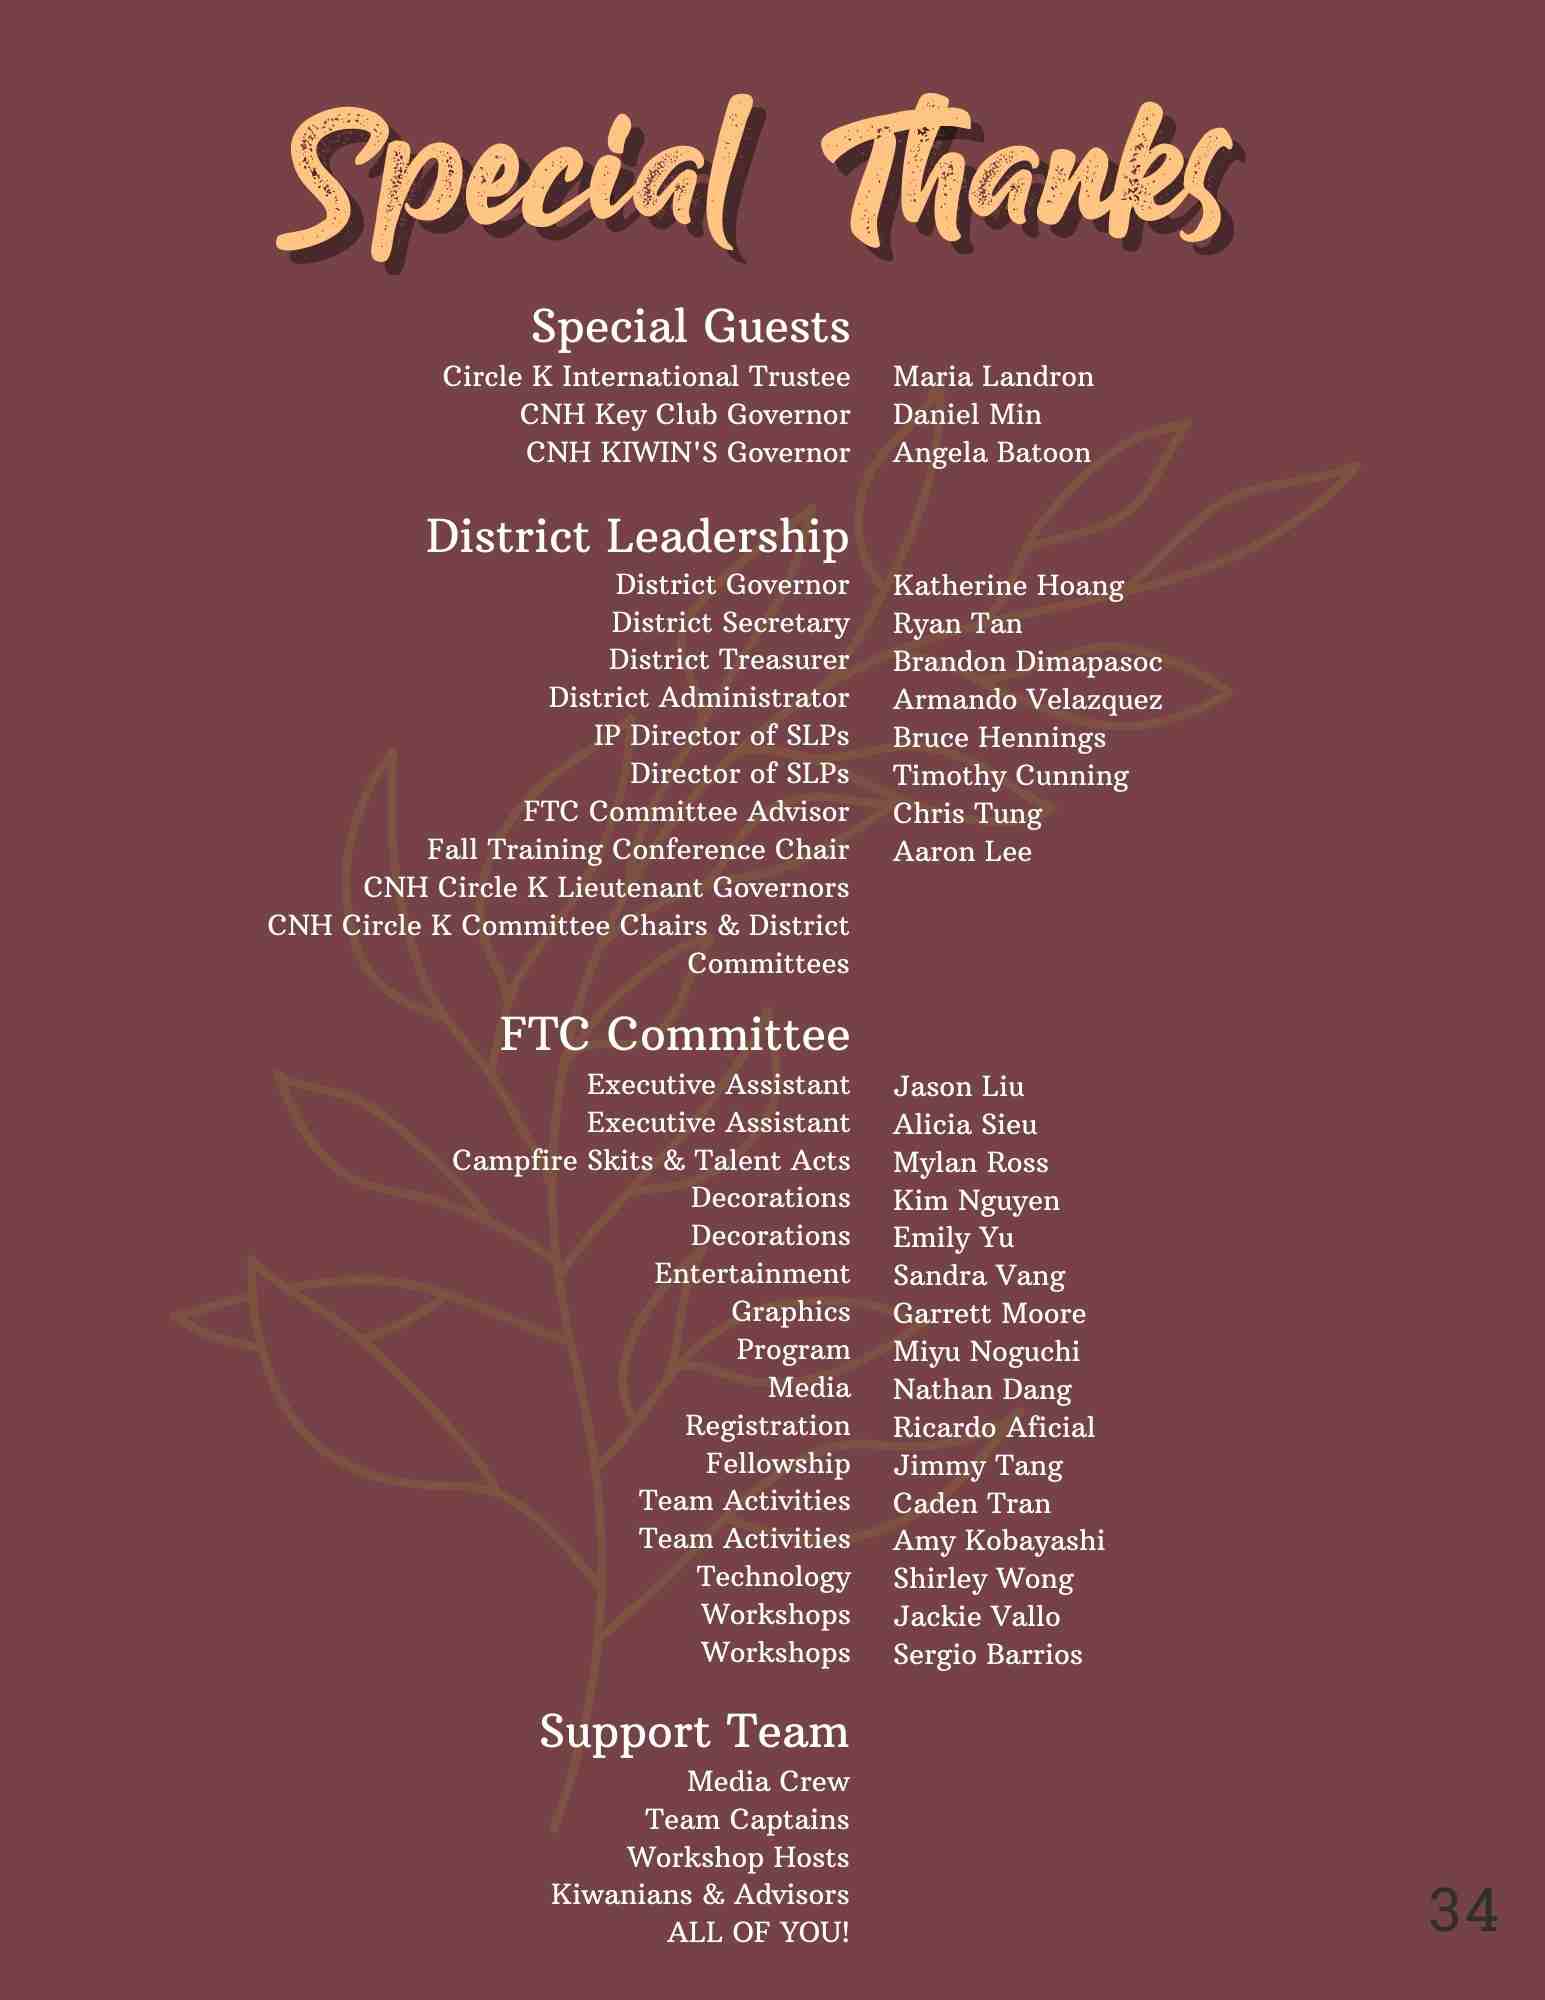 Special Thanks
Special Guests
Circle K International Trustee Maria Landron
CNH Key Club Governor Daniel Min
CNH KIWIN'S Governor Angela Batoon
District Leadership
District Governor Katherine Hoang
District Secretary Ryan Tan
District Treasurer Brandon Dimapasoc
District Administrator Armando Velazquez
IP Director of SLPs Bruce Hennings
Director of SLPs Timothy Cunning
FTC Committee Advisor Chris Tung
Fall Training Conference Chair Aaron Lee
CNH Circle K Lieutenant Governors
CNH Circle K Committee Chairs & District
Committees
FTC Committee
Executive Assistant Jason Liu
Executive Assistant Alicia Sieu
Campfire Skits & Talent Acts Mylan Ross
Decorations Kim Nguyen
Decorations Emily Yu
Entertainment Sandra Vang
Graphics Garrett Moore
Program Miyu Noguchi
Media Nathan Dang
Registration Ricardo Aficial
Fellowship Jimmy Tang
Team Activities Caden Tran
Team Activities Amy Kobayashi
Technology Shirley Wong
Workshops Jackie Vallo
Workshops Sergio Barrios
Support Team
Media Crew
Team Captains
Workshop Hosts
Kiwanians & Advisors
ALL OF YOU!
34